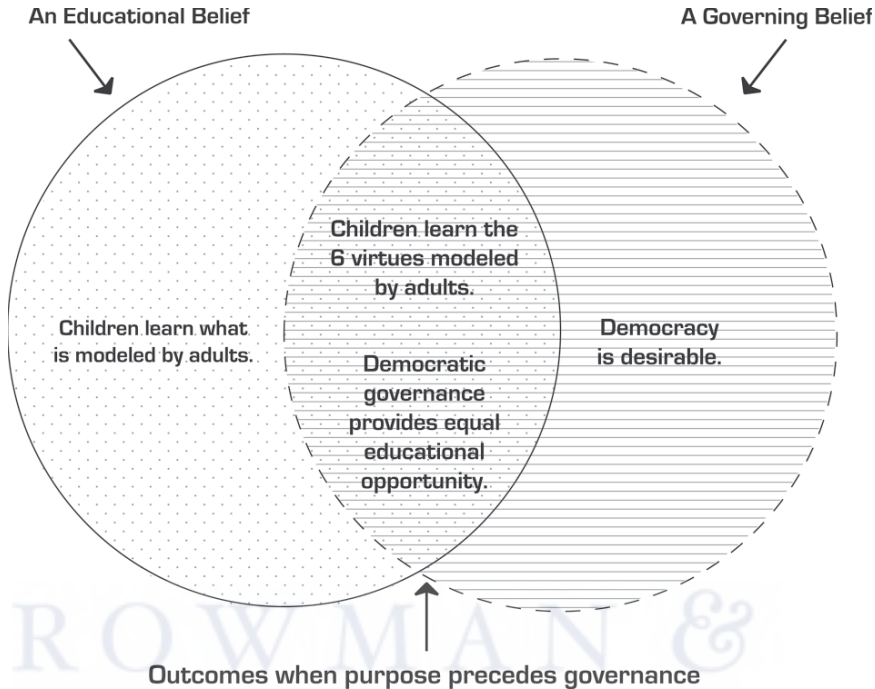 An Educational Belief
A Governing Belief
Children learn the
6 virtues modeled
by adults.
Children learn what
is modeled by adults.
Democracy
is desirable.
Democratic
governance
provides equal
educational
opportunity.
ROWMAN &
Outcomes when purpose precedes governance